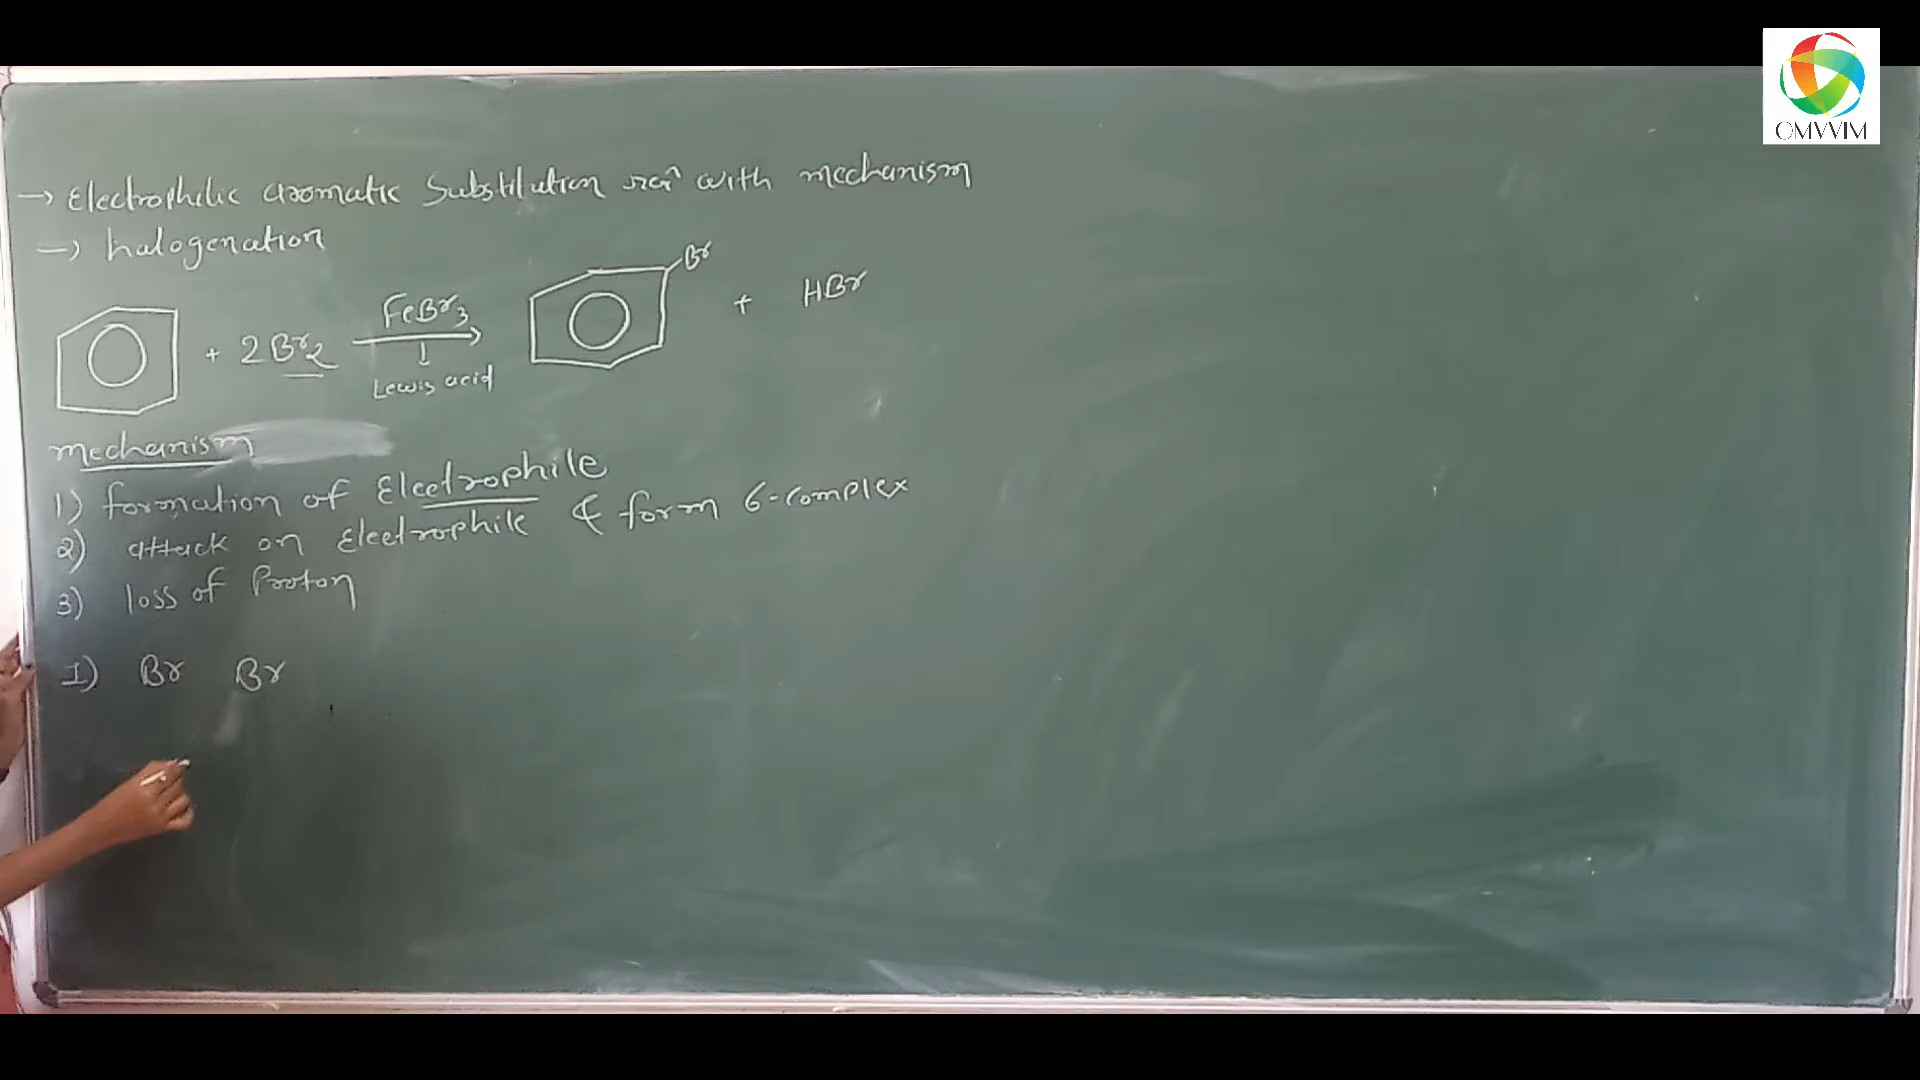 OMVVIM
→ Electrophilic aromatic Substitution rxn with mechanism
→ halogenation
+ 2Br2 FeBr3 → Br + HBr
↓
Lewis acid
mechanism
1) formation of Electrophile
2) attack on Electrophile & form 6-complex
3) loss of Proton
I) Br Br